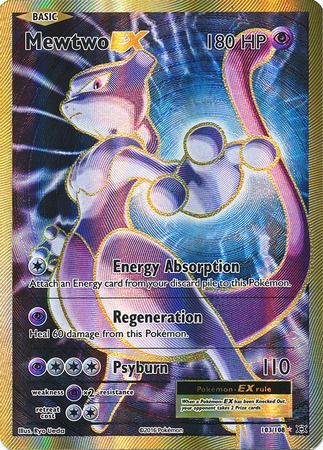 BASIC
Mewtwo EX 180 HP
Energy Absorption
Attach an Energy card from your discard pile to this Pokémon.
Regeneration
Heal 60 damage from this Pokémon.
Psyburn 110
weakness ×2 resistance
retreat cost
Pokémon-EX rule
When a Pokémon-EX has been Knocked Out, your opponent takes 2 Prize cards.
Illus. Ryo Ueda ©2016 Pokémon 103/108